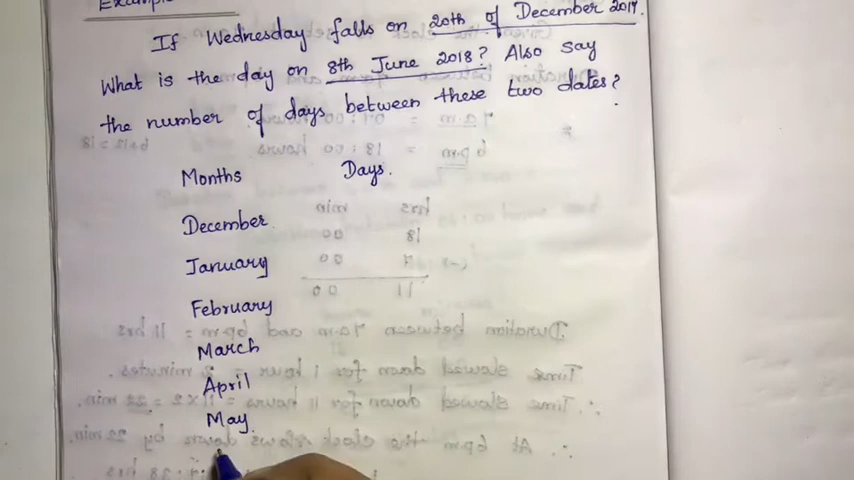 Example
If Wednesday falls on 20th of December 2017.
What is the day on 8th June 2018? Also say
the number of days between these two dates?
Months Days.
December
January
February
March
April
May